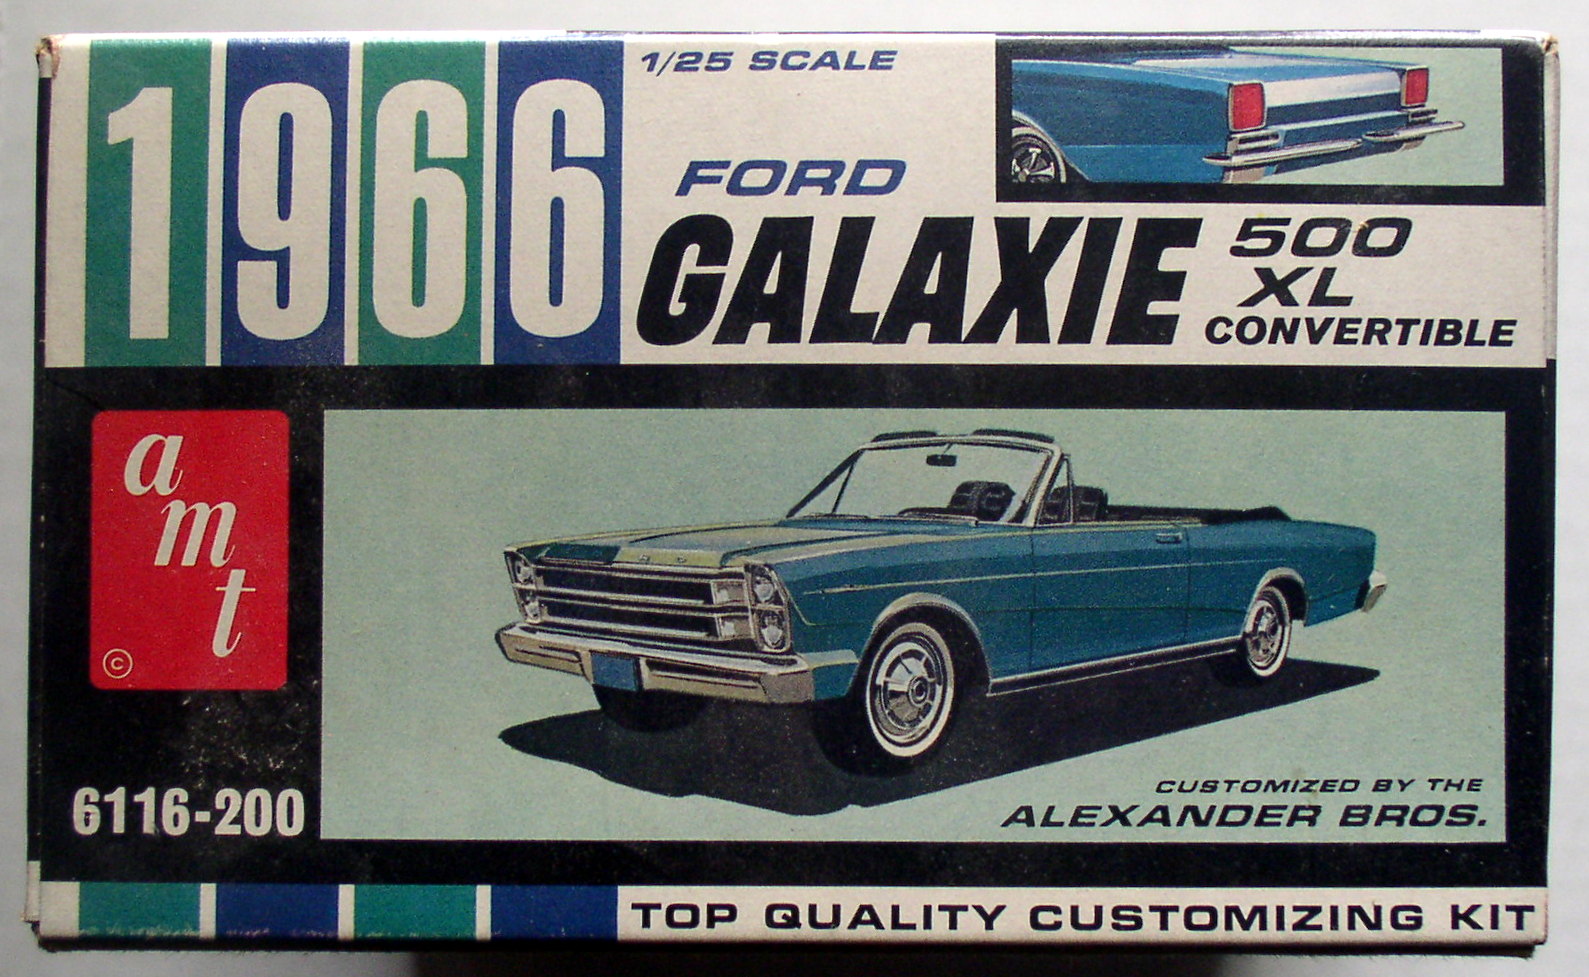 1966
1/25 SCALE
FORD
GALAXIE
500
XL
CONVERTIBLE
amt
©
6116-200
CUSTOMIZED BY THE
ALEXANDER BROS.
TOP QUALITY CUSTOMIZING KIT